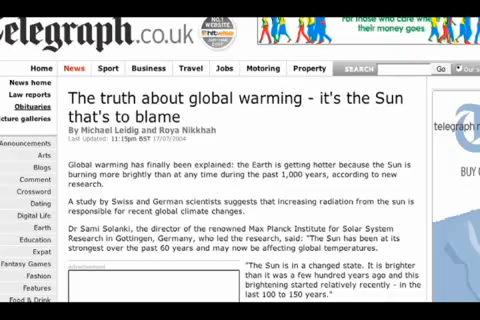 Telegraph.co.uk
NO.1
WEBSITE
hitwise
for those who care where
their money goes
Home News Sport Business Travel Jobs Motoring Property SEARCH Go Our s
News home
Law reports
Obituaries
icture galleries
Announcements
Arts
Blogs
Comment
Crossword
Dating
Digital Life
Earth
Education
Expat
Fantasy Games
Fashion
Features
Food & Drink
The truth about global warming - it's the Sun
that's to blame
By Michael Leidig and Roya Nikkhah
Last Updated: 11:15pm BST 17/07/2004
Global warming has finally been explained: the Earth is getting hotter because the Sun is
burning more brightly than at any time during the past 1,000 years, according to new
research.
A study by Swiss and German scientists suggests that increasing radiation from the sun is
responsible for recent global climate changes.
Dr Sami Solanki, the director of the renowned Max Planck Institute for Solar System
Research in Gottingen, Germany, who led the research, said: "The Sun has been at its
strongest over the past 60 years and may now be affecting global temperatures.
Advertisement
"The Sun is in a changed state. It is brighter
than it was a few hundred years ago and this
brightening started relatively recently - in the
last 100 to 150 years."
telegraph
BUY